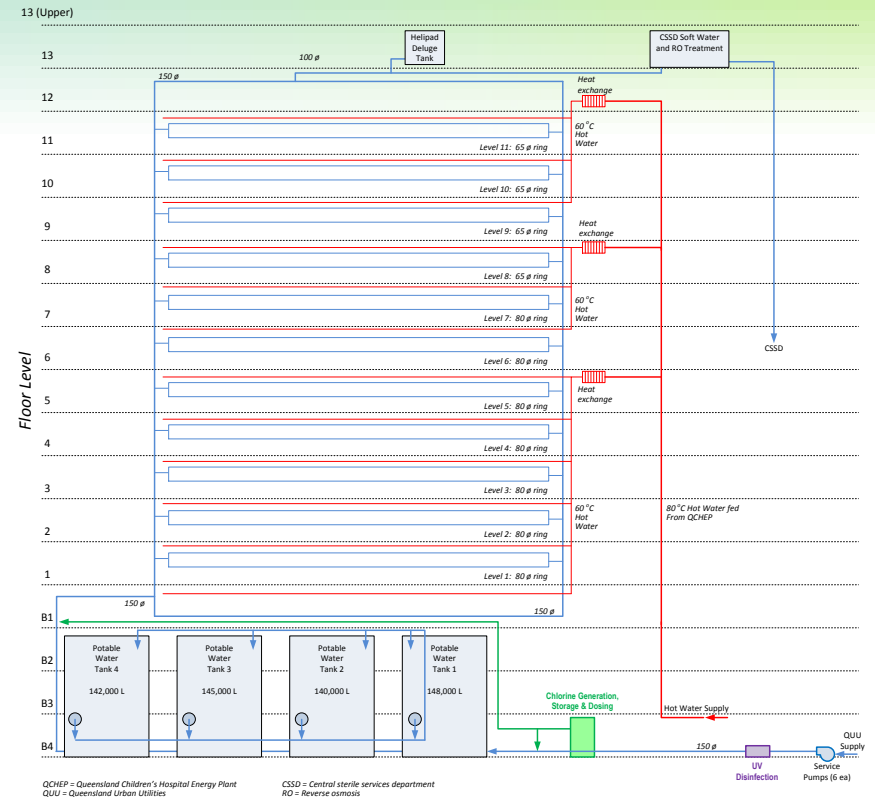 13 (Upper)
13
12
11
10
9
8
7
6
5
4
3
2
1
B1
B2
B3
B4
Floor Level
Helipad
Deluge
Tank
CSSD Soft Water
and RO Treatment
100 ø
150 ø
Heat
exchange
60 °C
Hot
Water
Level 11: 65 ø ring
Level 10: 65 ø ring
Level 9: 65 ø ring
Heat
exchange
Level 8: 65 ø ring
60 °C
Hot
Water
Level 7: 80 ø ring
Level 6: 80 ø ring
CSSD
Heat
exchange
Level 5: 80 ø ring
Level 4: 80 ø ring
Level 3: 80 ø ring
60 °C
Hot
Water
80 °C Hot Water fed
From QCHEP
Level 2: 80 ø ring
Level 1: 80 ø ring
150 ø
150 ø
Potable
Water
Tank 4
142,000 L
Potable
Water
Tank 3
145,000 L
Potable
Water
Tank 2
140,000 L
Potable
Water
Tank 1
148,000 L
Chlorine Generation,
Storage & Dosing
Hot Water Supply
150 ø
QUU
Supply
UV
Disinfection
Service
Pumps (6 ea)
QCHEP = Queensland Children's Hospital Energy Plant
QUU = Queensland Urban Utilities
CSSD = Central sterile services department
RO = Reverse osmosis